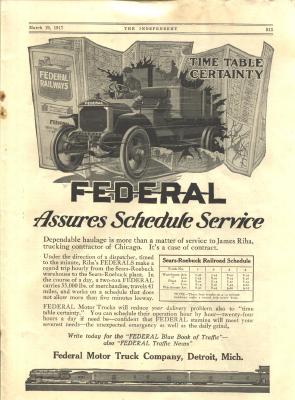 March 19, 1917
THE INDEPENDENT
TIME TABLE
CERTAINTY
FEDERAL
RAILWAYS
FEDERAL
FEDERAL
Assures Schedule Service
Dependable haulage is more than a matter of service to James Riha,
trucking contractor of Chicago. It's a case of contract.
Under the direction of a dispatcher, timed
to the minute, Riha's FEDERALS make a
round trip hourly from the Sears-Roebuck
warehouse to the Sears-Roebuck plant. In
the course of a day, a two-ton FEDERAL
carries 35,000 lbs. of merchandise, travels 41
miles, and works on a schedule that does
not allow more than five minutes leeway.
Sears-Roebuck Railroad Schedule
FEDERAL Motor Trucks will reduce your delivery problem also to "time
table certainty." You can schedule their operation hour by hour—twenty-four
hours a day if need be—confident that FEDERAL stamina will meet your
severest needs—the unexpected emergency as well as the daily grind.
Write today for the "FEDERAL Blue Book of Traffic"—
also "FEDERAL Traffic News"
Federal Motor Truck Company, Detroit, Mich.